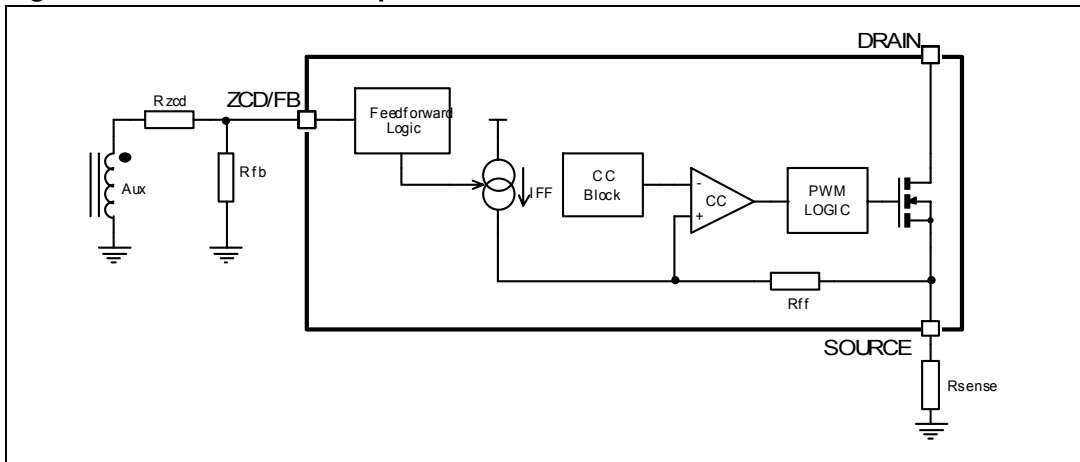 DRAIN
ZCD/FB
Rzcd
Feedforward
Logic
Rfb
Aux
IFF
CC
Block
-
CC
+
PWM
LOGIC
Rff
SOURCE
Rsense